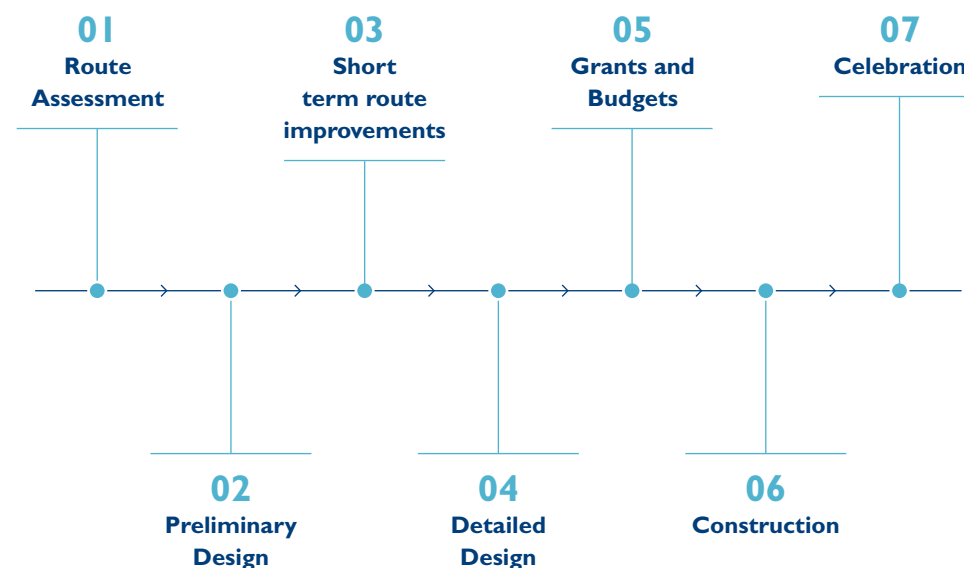 01
Route
Assessment
03
Short
term route
improvements
05
Grants and
Budgets
07
Celebration
02
Preliminary
Design
04
Detailed
Design
06
Construction